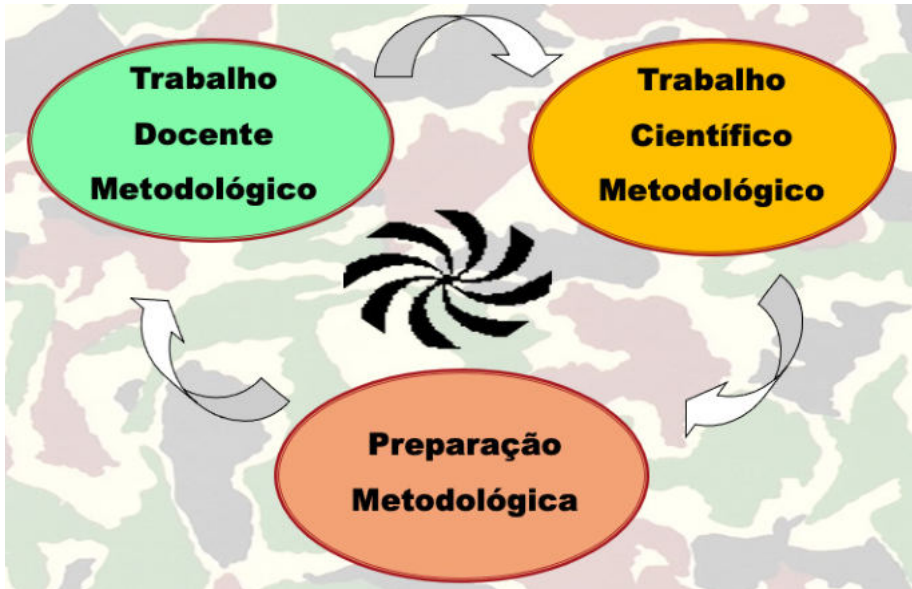 Trabalho
Docente
Metodológico
Trabalho
Científico
Metodológico
Preparação
Metodológica